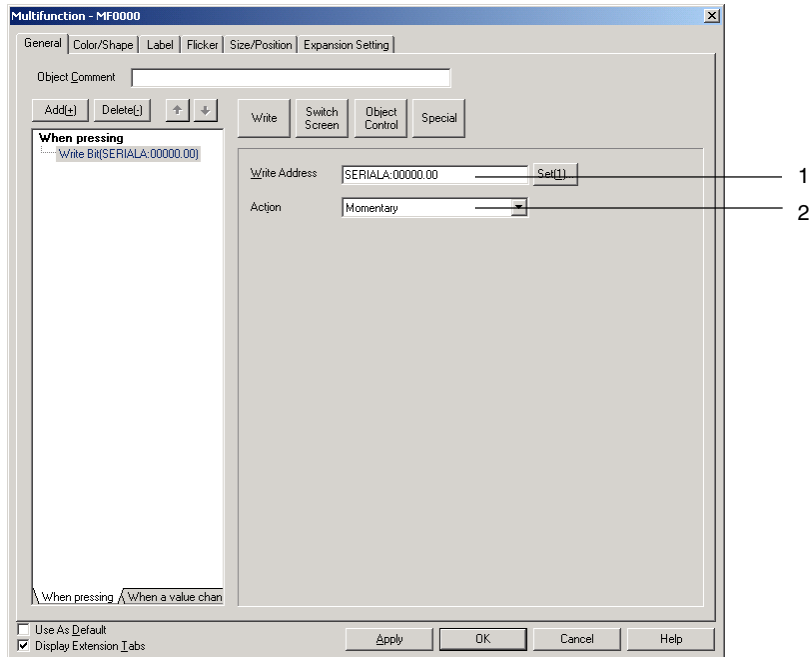 Multifunction - MF0000
General Color/Shape Label Flicker Size/Position Expansion Setting
Object Comment
Add(+) Delete(-) Write Switch Screen Object Control Special
When pressing
Write Bit(SERIALA:00000.00)
Write Address SERIALA:00000.00 Set(1)... 1
Action Momentary 2
When pressing When a value chan
Use As Default
Display Extension Tabs
Apply OK Cancel Help